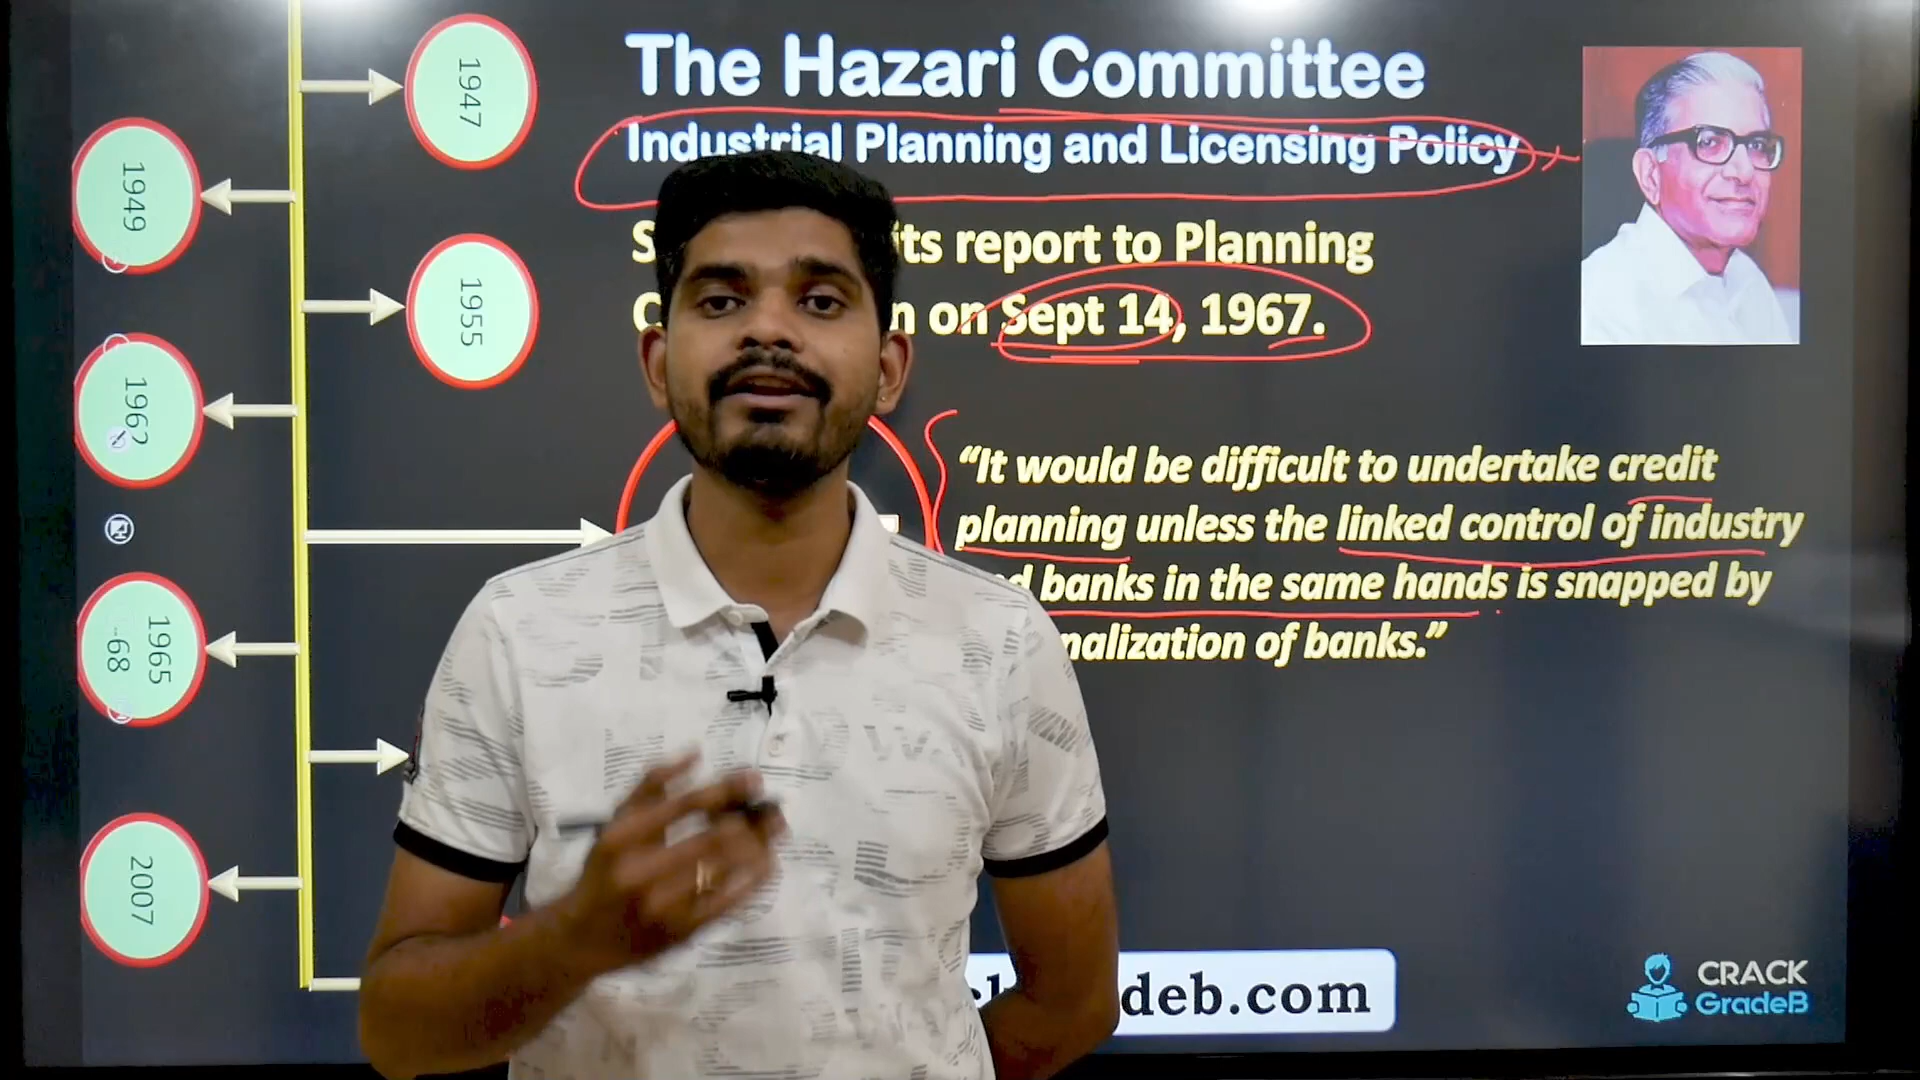 The Hazari Committee
Industrial Planning and Licensing Policy
its report to Planning
on Sept 14, 1967.
“It would be difficult to undertake credit
planning unless the linked control of industry
banks in the same hands is snapped by
of banks.”
1947
1949
1955
1962
1965
-68
2007
deb.com
CRACK
GradeB